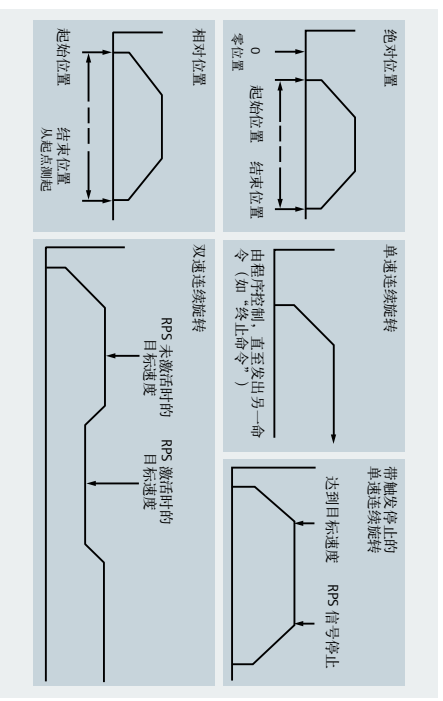 绝对位置
0
零位置
起始位置
结束位置
单速连续旋转
由程序控制，直至发出另一命
令（如“终止命令”）
带触发停止的
单速连续旋转
达到目标速度
RPS 信号停止
相对位置
起始位置
结束位置
从起点测起
双速连续旋转
RPS 未激活时的
目标速度
RPS 激活时的
目标速度